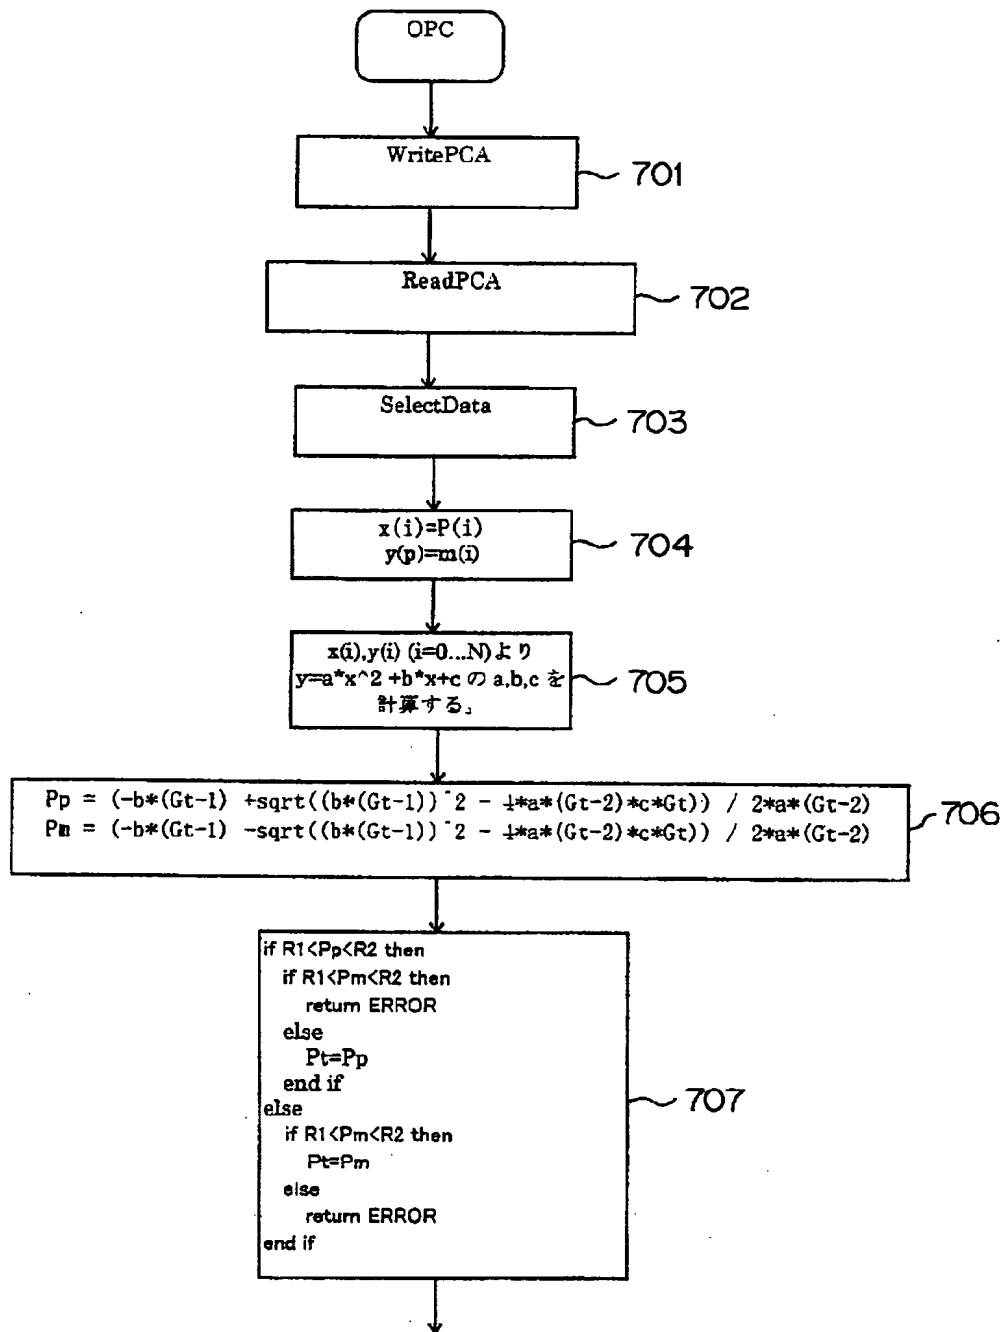 OPC
WritePCA
701
ReadPCA
702
SelectData
703
x(i)=P(i)
y(p)=m(i)
704
x(i),y(i) (i=0...N)より
y=a*x^2 +b*x+c の a,b,c を
計算する」
705
Pp = (-b*(Gt-1) +sqrt((b*(Gt-1))^2 - 4*a*(Gt-2)*c*Gt)) / 2*a*(Gt-2)
Pm = (-b*(Gt-1) -sqrt((b*(Gt-1))^2 - 4*a*(Gt-2)*c*Gt)) / 2*a*(Gt-2)
706
if R1<Pp<R2 then
if R1<Pm<R2 then
return ERROR
else
Pt=Pp
end if
else
if R1<Pm<R2 then
Pt=Pm
else
return ERROR
end if
707